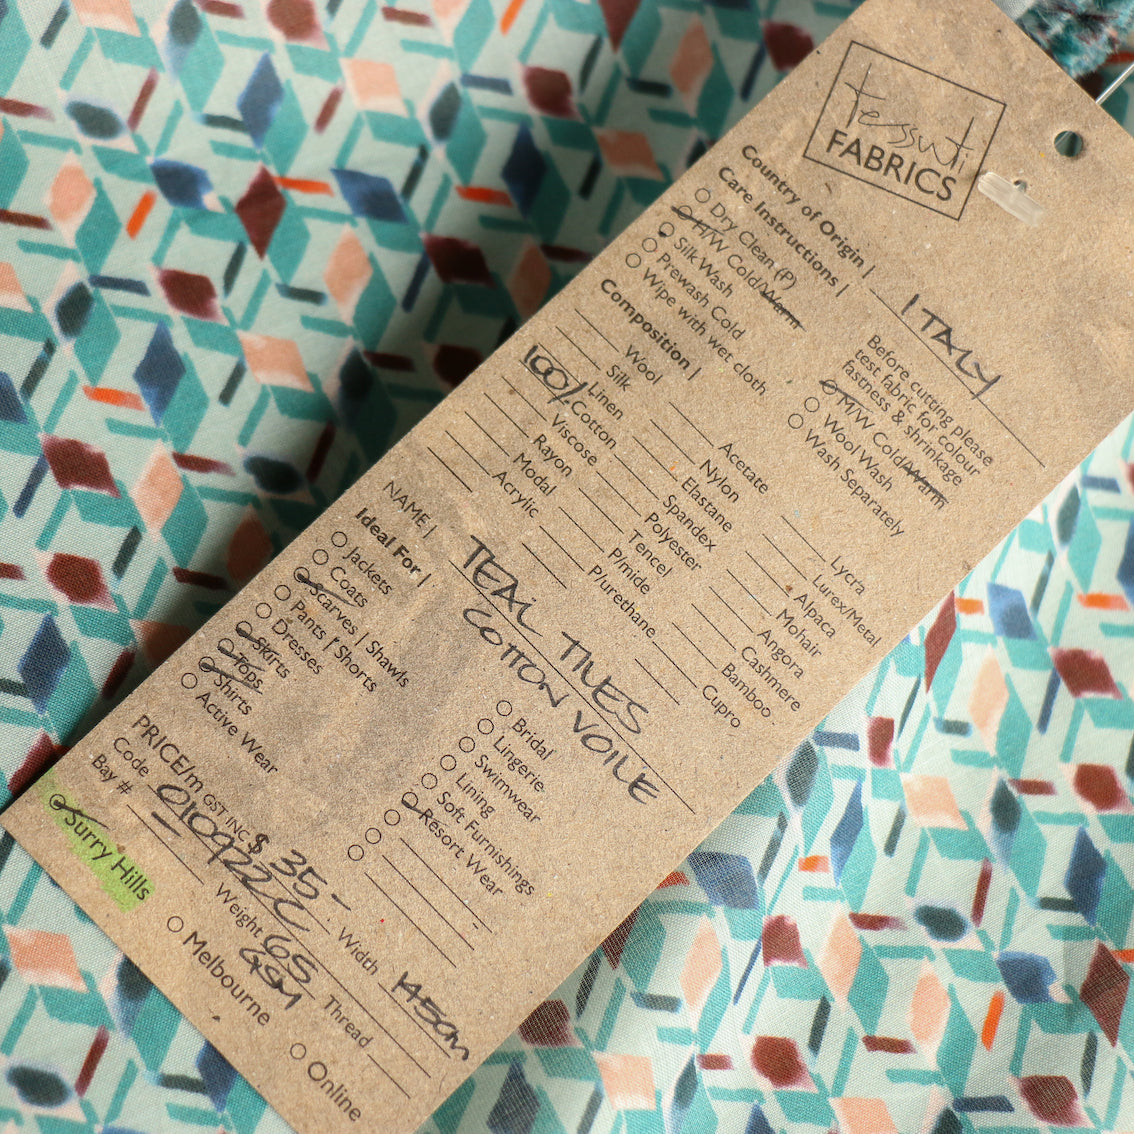 Tessuti
FABRICS
Country of Origin | ITALY
Care Instructions |
Dry Clean (P)
H/W Cold/Warm
Silk Wash
Prewash Cold
Wipe with wet cloth
Before cutting please
test fabric for colour
fastness & shrinkage
M/W Cold/Warm
Wool Wash
Wash Separately
Composition |
Wool
Silk
Linen
100% Cotton
Viscose
Rayon
Modal
Acrylic
Acetate
Nylon
Elastane
Spandex
Polyester
Tencel
P/mide
P/urethane
Lycra
Lurex/Metal
Alpaca
Mohair
Angora
Cashmere
Bamboo
Cupro
NAME | TEAL TILES
COTTON VOILE
Ideal For |
Jackets
Coats
Scarves | Shawls
Pants | Shorts
Dresses
Skirts
Tops
Shirts
Active Wear
Bridal
Lingerie
Swimwear
Lining
Soft Furnishings
Resort Wear
PRICE/m GST INC. $ 35-
Width 145cm
Code 0110922C
Weight 65
GSM
Thread
Bay #
Surry Hills
Melbourne
Online